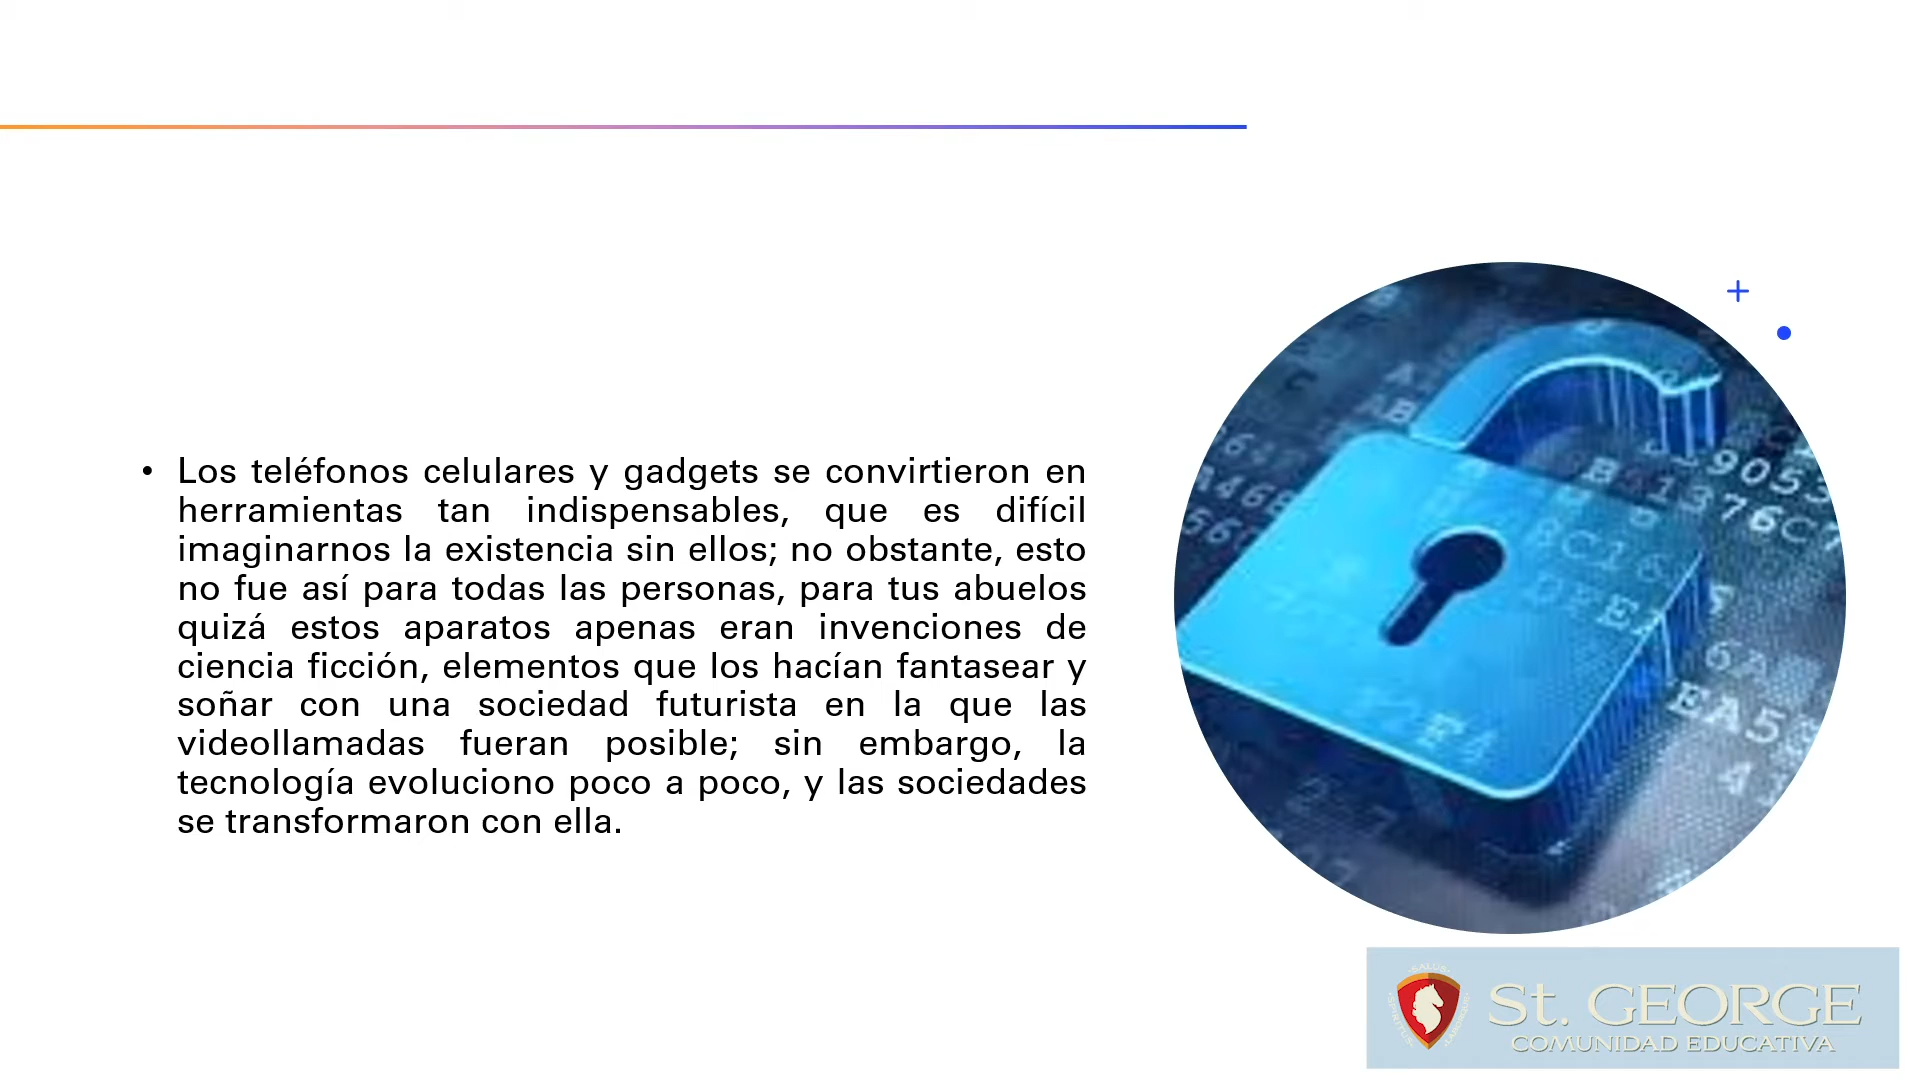 • Los teléfonos celulares y gadgets se convirtieron en
herramientas tan indispensables, que es difícil
imaginarnos la existencia sin ellos; no obstante, esto
no fue así para todas las personas, para tus abuelos
quizá estos aparatos apenas eran invenciones de
ciencia ficción, elementos que los hacían fantasear y
soñar con una sociedad futurista en la que las
videollamadas fueran posible; sin embargo, la
tecnología evoluciono poco a poco, y las sociedades
se transformaron con ella.
9053
1376C7
EA5
St. GEORGE
COMUNIDAD EDUCATIVA